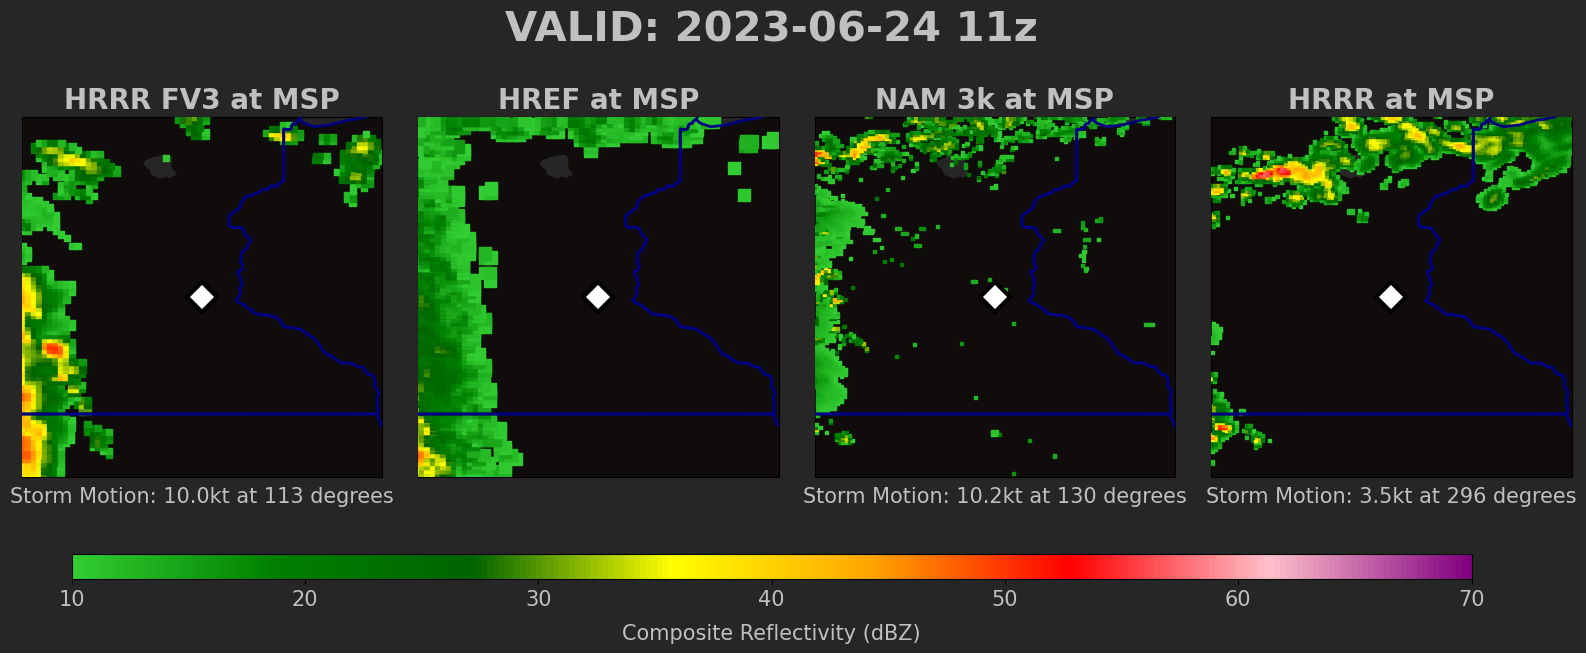 VALID: 2023-06-24 11z
HRRR FV3 at MSP
HREF at MSP
NAM 3k at MSP
HRRR at MSP
Storm Motion: 10.0kt at 113 degrees
Storm Motion: 10.2kt at 130 degrees
Storm Motion: 3.5kt at 296 degrees
10 20 30 40 50 60 70
Composite Reflectivity (dBZ)